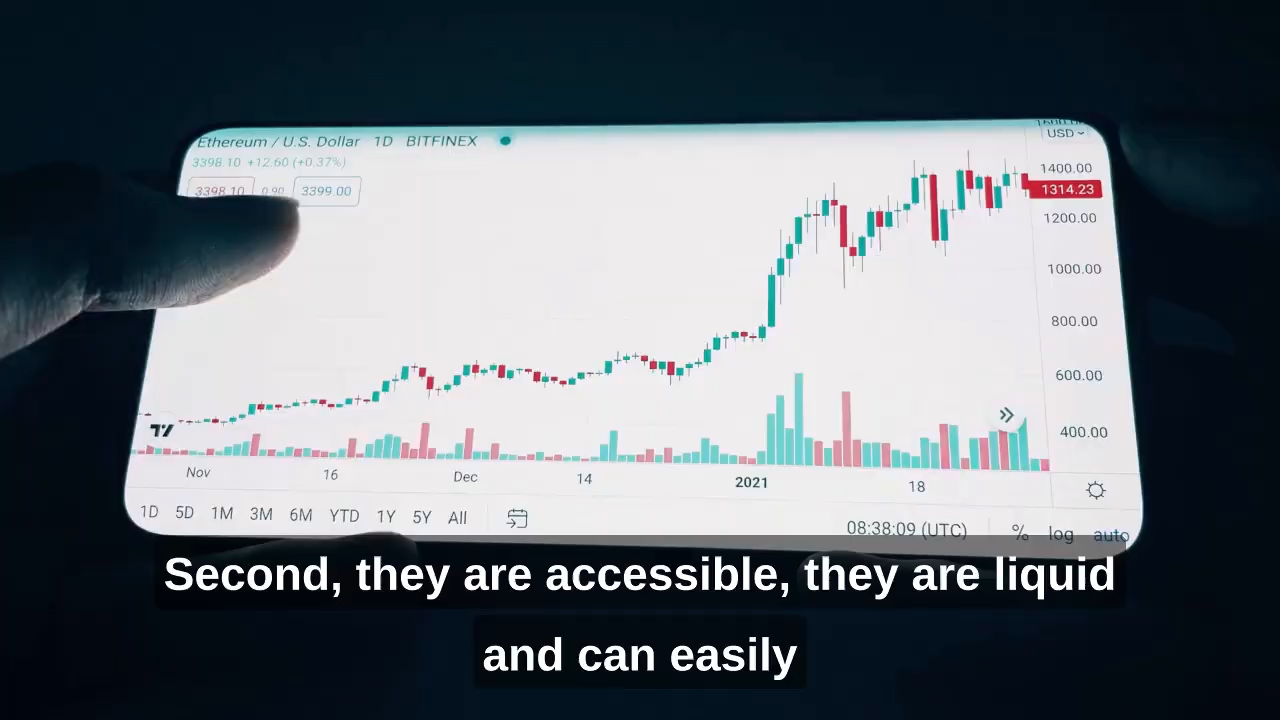 Ethereum / U.S. Dollar 1D BITFINEX
3398.10 +12.60 (+0.37%)
3398.10 0.90 3399.00
USD
1400.00
1314.23
1200.00
1000.00
800.00
600.00
400.00
Nov 16 Dec 14 2021 18
1D 5D 1M 3M 6M YTD 1Y 5Y All
08:38:09 (UTC) % log auto
Second, they are accessible, they are liquid
and can easily